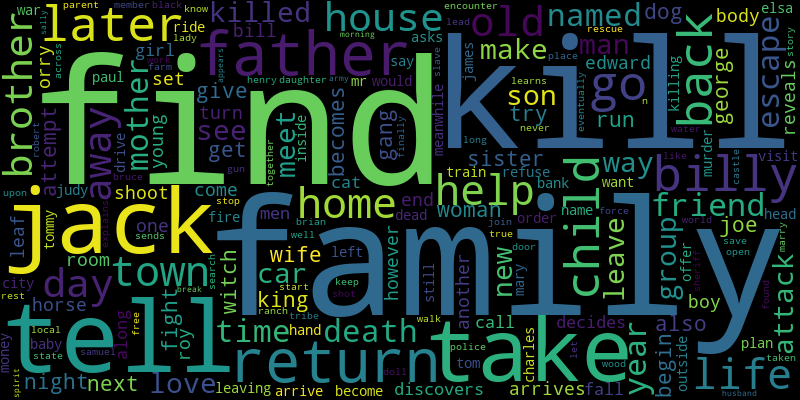 find
kill
family
jack
tell
take
return
father
house
later
named
old
killed
bill
ride
brother
war
parent
member
black
know
lady
girl
orry
paul
set
asks
say
mr
would
make
man
dog
body
elsa
encounter
lead
rescue
story
reveals
escape
back
george
killing
james
place
edward
go
son
try
run
never
murder
castle
visit
attempt
away
mother
young
drive
give
turn
see
get
henry
daughter
together
meet
inside
becomes
gang
finally
meanwhile
slave
learns
eventually
long
water
like
upon
judy
robert
bruce
shoot
come
cat
home
help
sister
train
refuse
bank
want
way
billy
leaf
tommy
one
sends
stop
fire
men
dead
end
woman
order
name
force
friend
world
head
explains
brian
join
true
child
leave
group
joe
marry
save
open
offer
boy
attack
day
room
town
witch
search
wife
well
left
however
still
another
new
door
mary
car
start
keep
king
shot
city
rest
horse
along
fight
roy
break
ranch
tribe
sheriff
found
plan
taken
money
local
state
baby
samuel
free
time
hand
death
walk
call
decides
year
also
begin
outside
police
tom
charles
let
wood
life
spirit
night
next
love
leaving
arrive
become
doll
discovers
arrives
fall
husband
gun
army
morning
across
sally
farm
work
appears
n